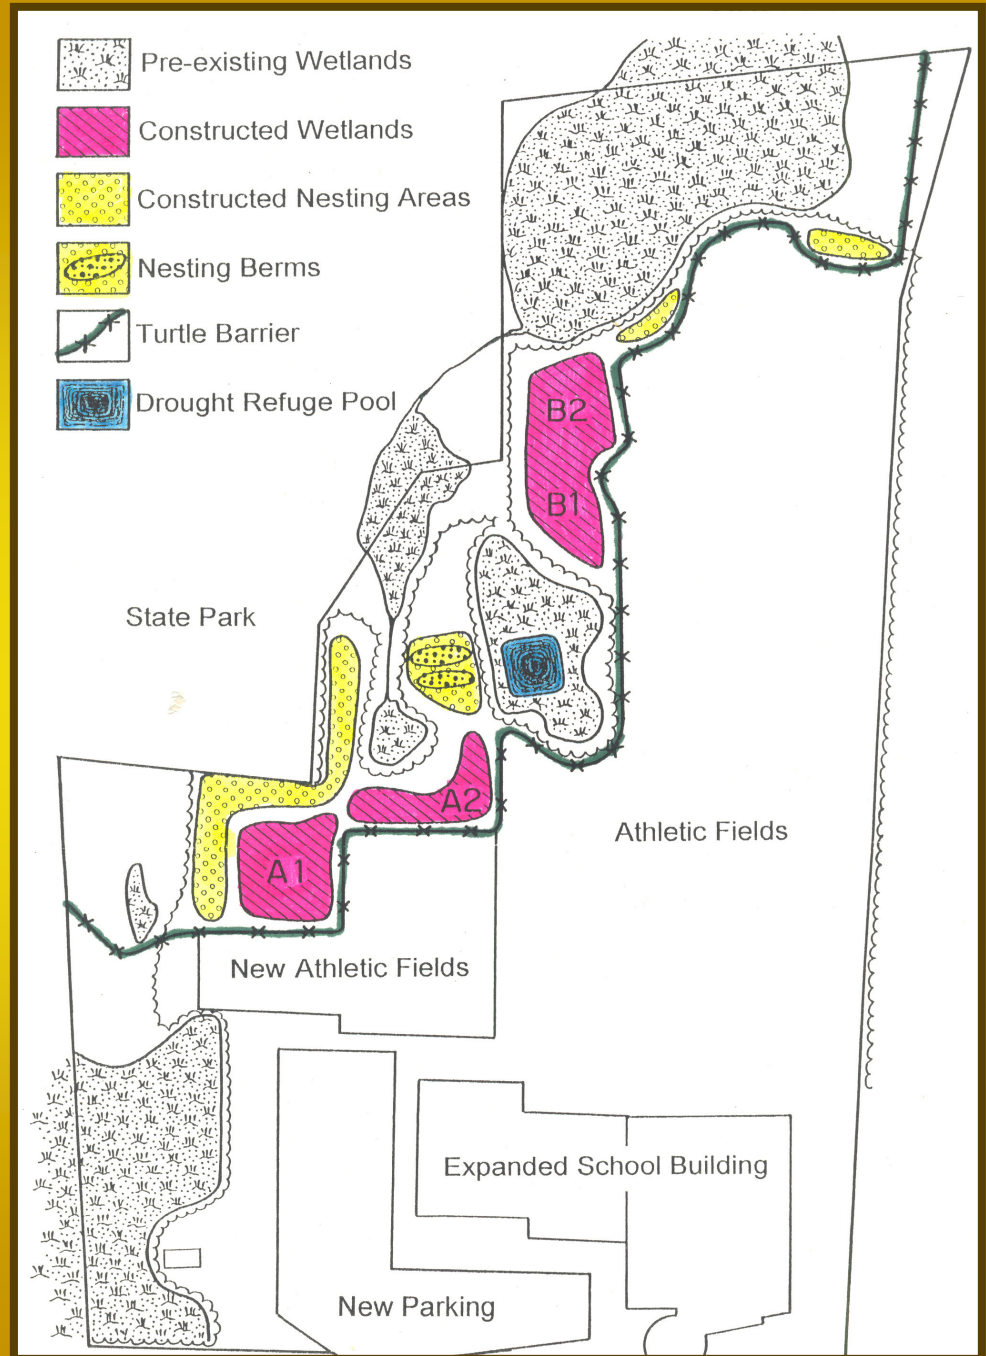 Pre-existing Wetlands
Constructed Wetlands
Constructed Nesting Areas
Nesting Berms
Turtle Barrier
Drought Refuge Pool
B2
B1
State Park
A2
Athletic Fields
A1
New Athletic Fields
Expanded School Building
New Parking